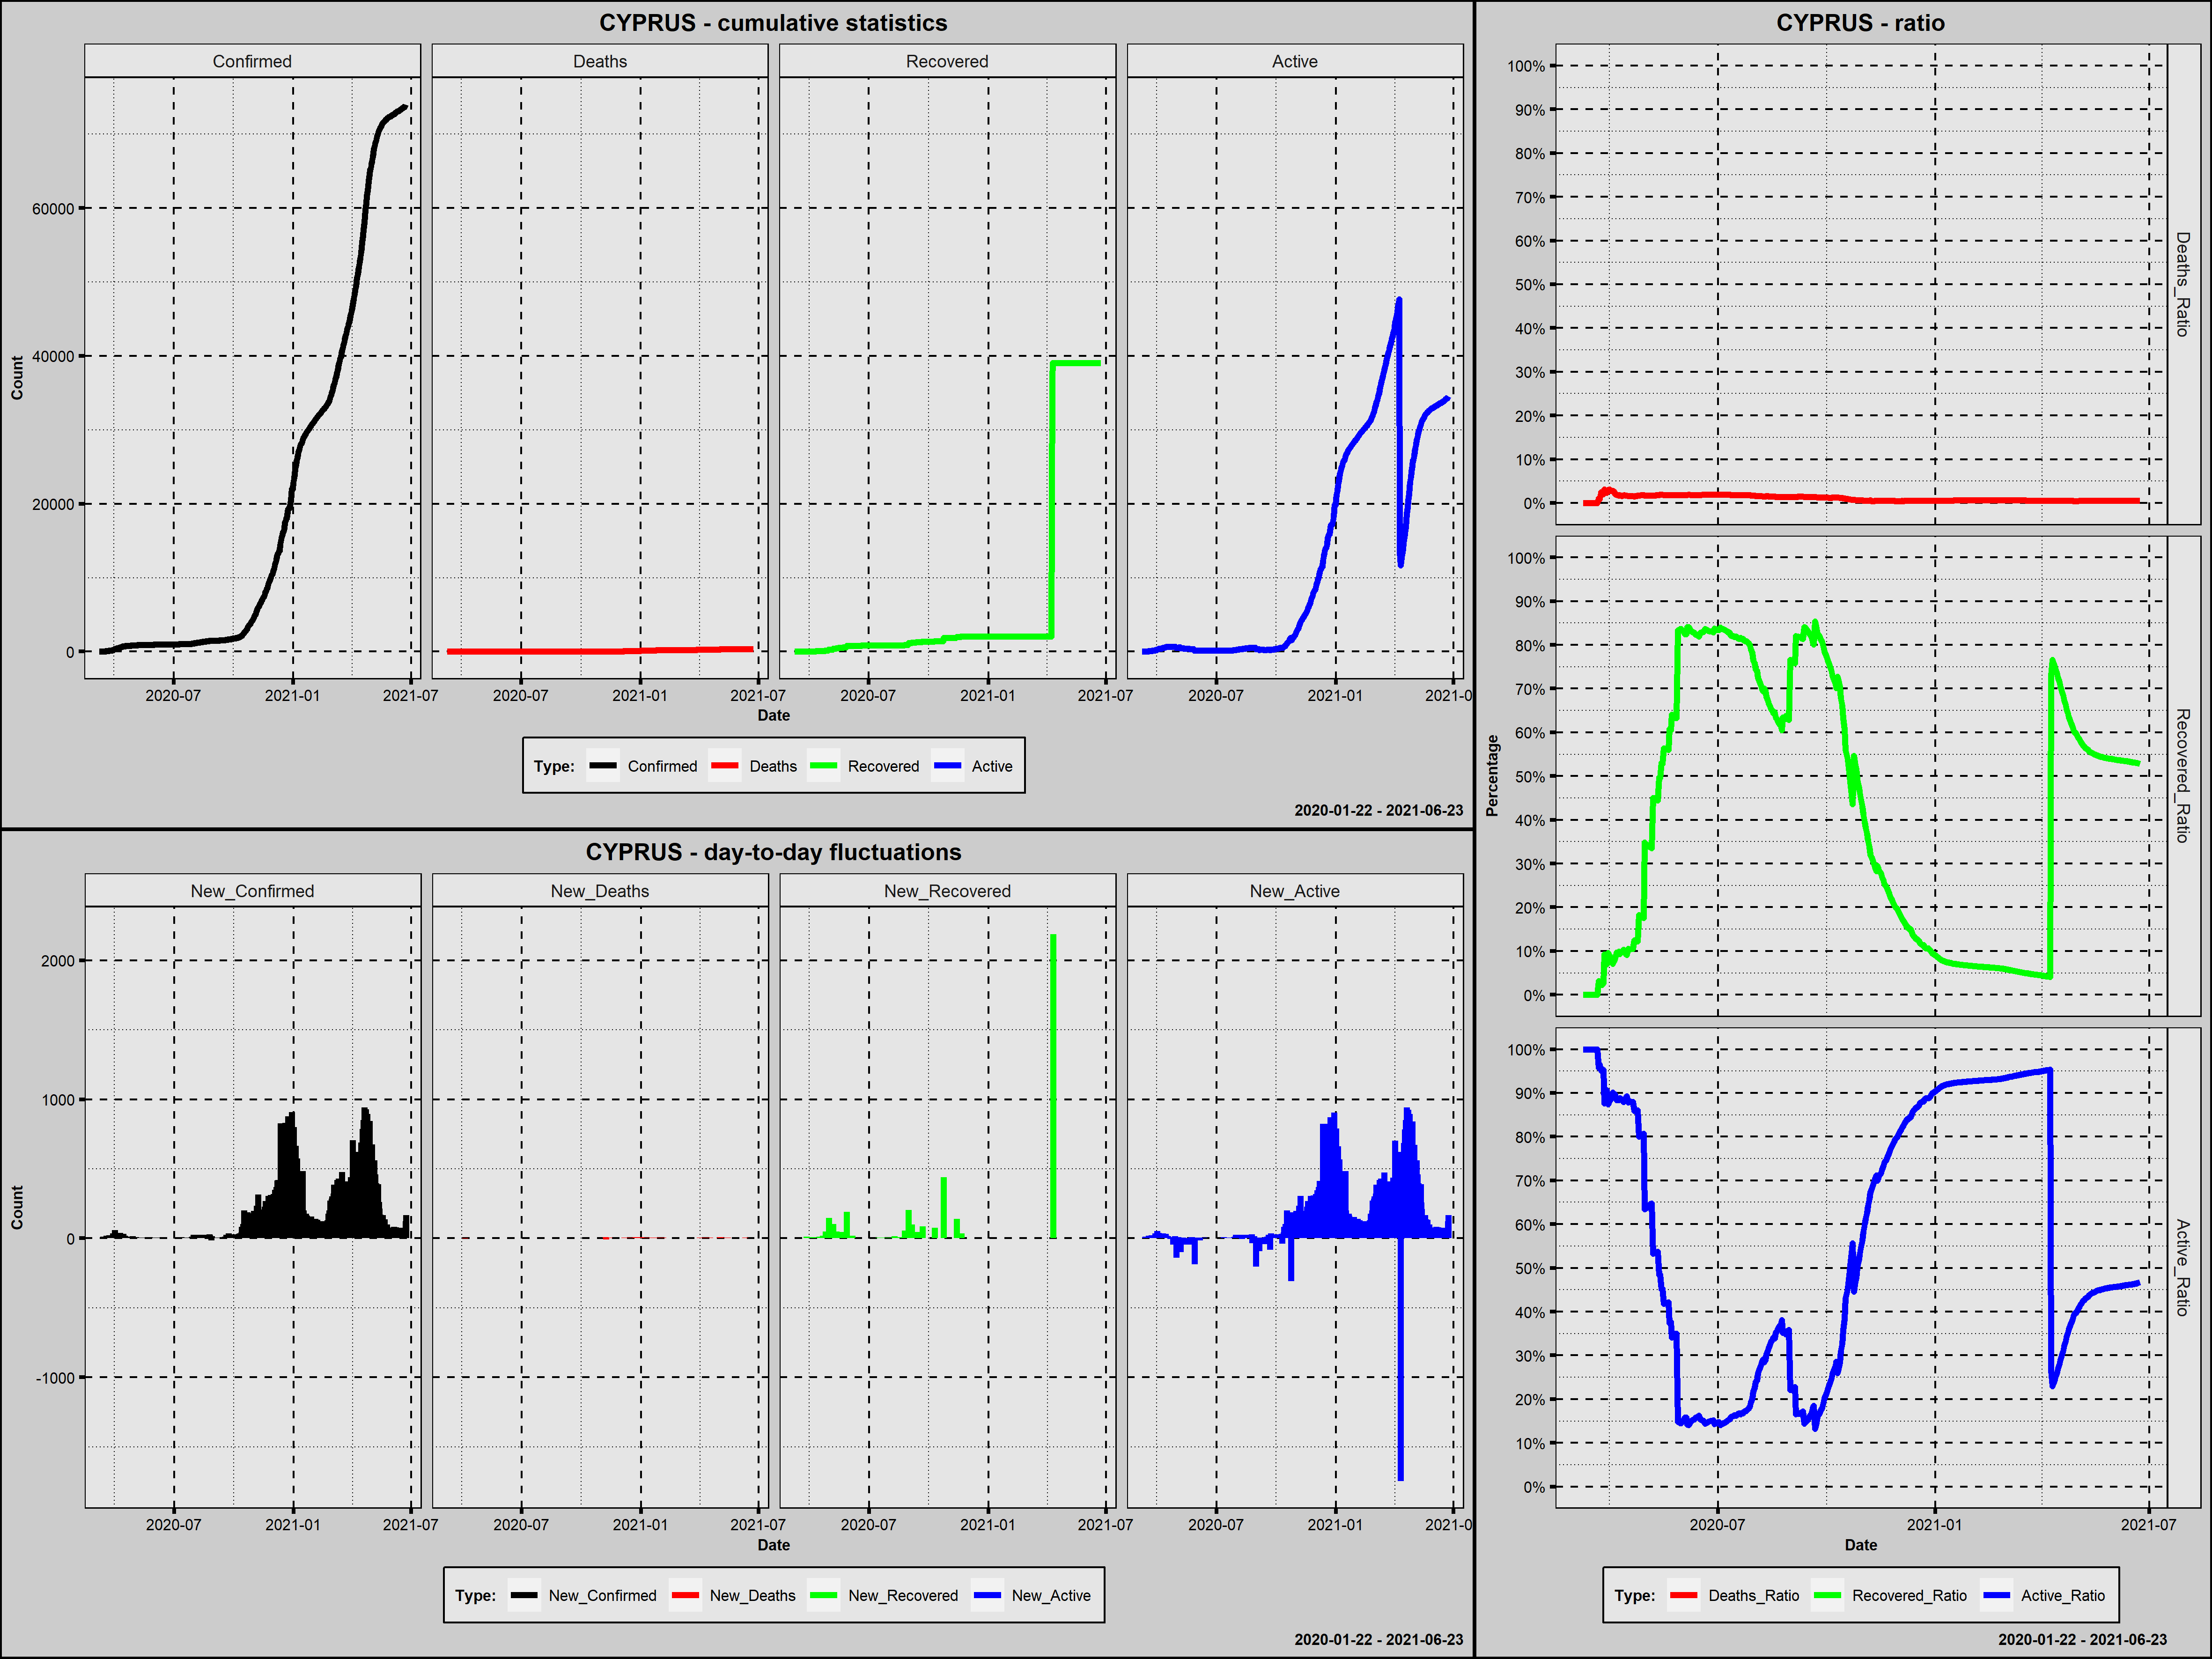 CYPRUS - cumulative statistics
Confirmed Deaths Recovered Active
Count
60000
40000
20000
0
2020-07 2021-01 2021-07 2020-07 2021-01 2021-07 2020-07 2021-01 2021-07 2020-07 2021-01 2021-0
Date
Type: Confirmed Deaths Recovered Active
2020-01-22 - 2021-06-23
CYPRUS - day-to-day fluctuations
New_Confirmed New_Deaths New_Recovered New_Active
Count
2000
1000
0
-1000
2020-07 2021-01 2021-07 2020-07 2021-01 2021-07 2020-07 2021-01 2021-07 2020-07 2021-01 2021-0
Date
Type: New_Confirmed New_Deaths New_Recovered New_Active
2020-01-22 - 2021-06-23
CYPRUS - ratio
Percentage
100%
90%
80%
70%
60%
50%
40%
30%
20%
10%
0%
Deaths_Ratio
100%
90%
80%
70%
60%
50%
40%
30%
20%
10%
0%
Recovered_Ratio
100%
90%
80%
70%
60%
50%
40%
30%
20%
10%
0%
Active_Ratio
2020-07 2021-01 2021-07
Date
Type: Deaths_Ratio Recovered_Ratio Active_Ratio
2020-01-22 - 2021-06-23